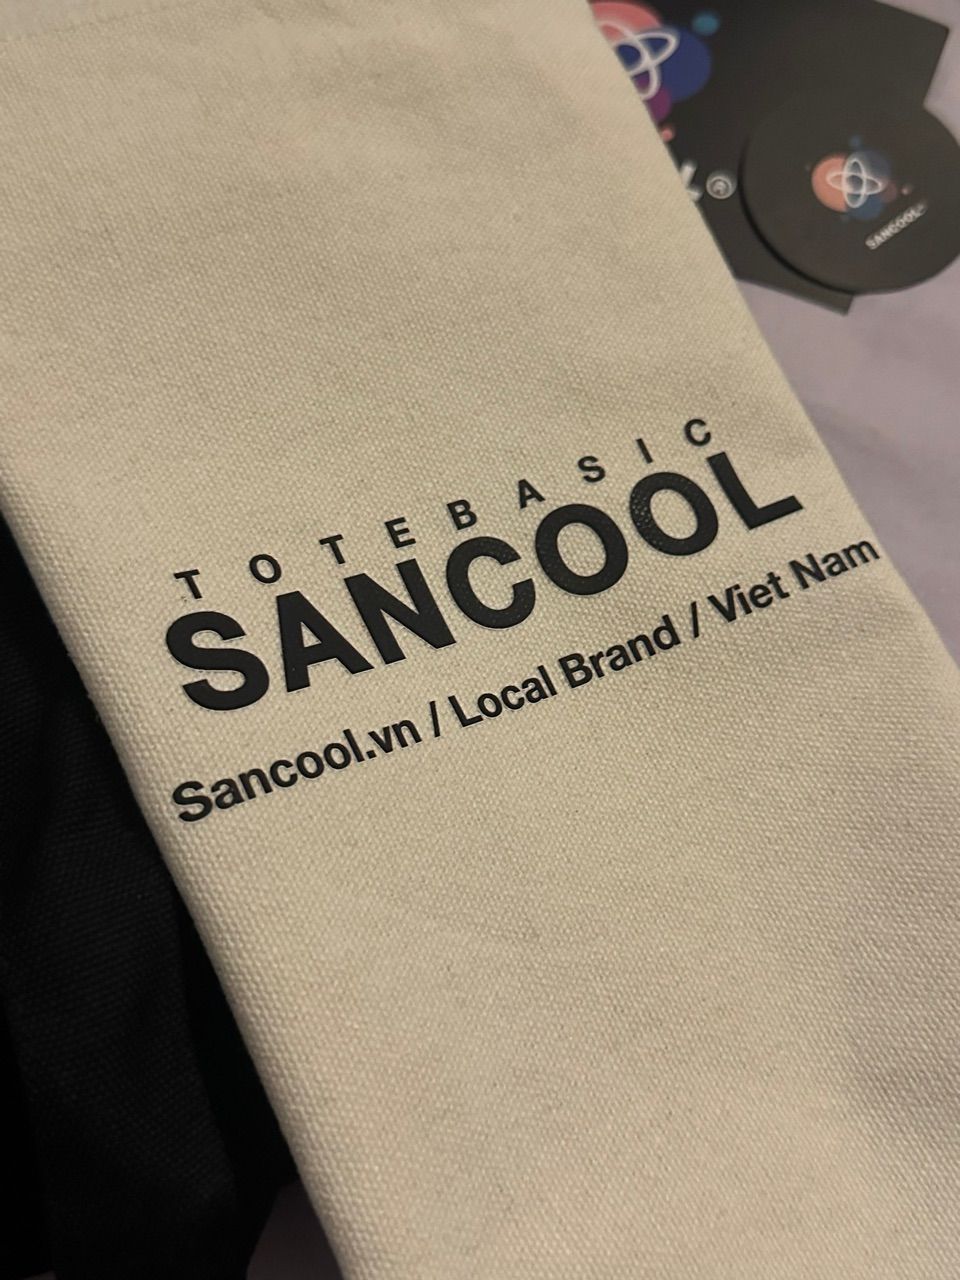 TOTEBASIC
SANCOOL
Sancool.vn / Local Brand / Viet Nam
SANCOOL